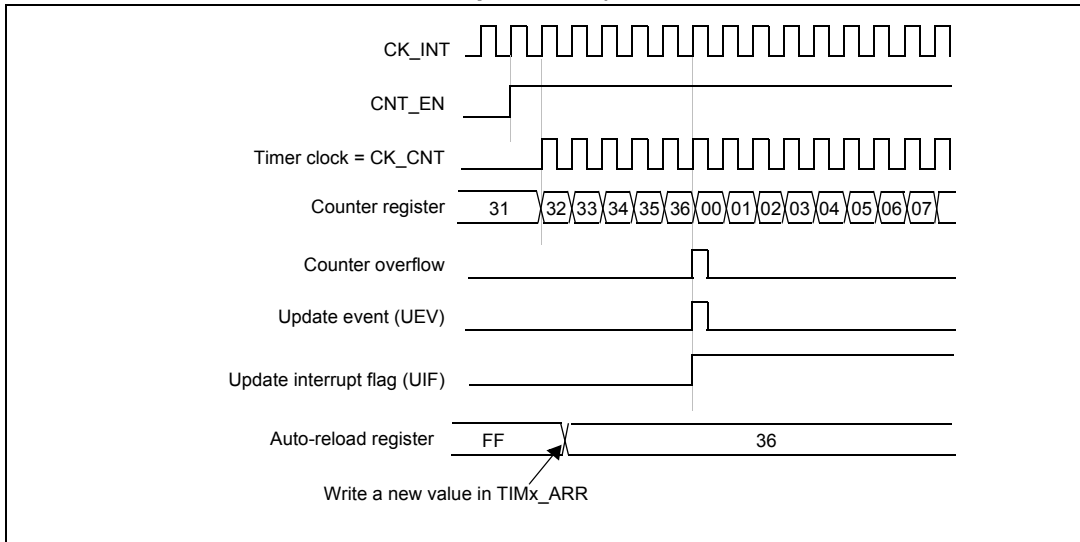 CK_INT
CNT_EN
Timer clock = CK_CNT
Counter register 31 32 33 34 35 36 00 01 02 03 04 05 06 07
Counter overflow
Update event (UEV)
Update interrupt flag (UIF)
Auto-reload register FF 36
Write a new value in TIMx_ARR